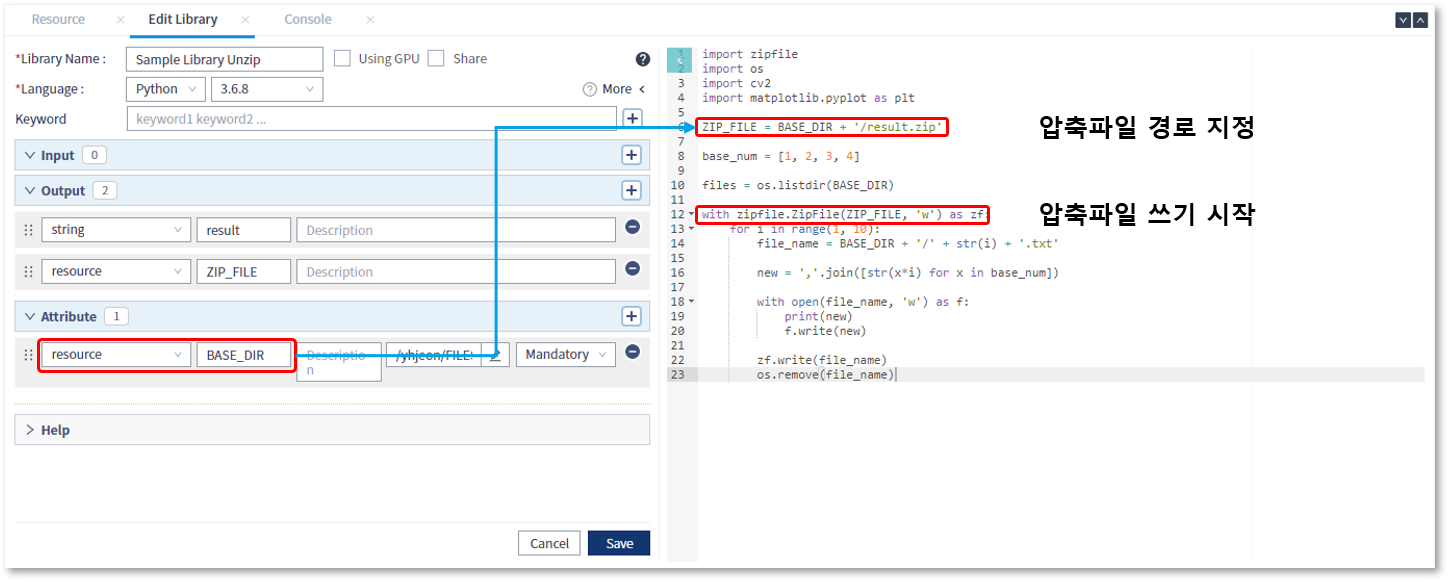 Resource
Edit Library
Console
*Library Name :
Sample Library Unzip
Using GPU
Share
*Language :
Python
3.6.8
More
Keyword
keyword1 keyword2 ...
Input 0
Output 2
string
result
Description
resource
ZIP_FILE
Description
Attribute 1
resource
BASE_DIR
Descriptio
n
/yhjeon/FILE
Mandatory
Help
Cancel
Save
1 import zipfile
2 import os
3 import cv2
4 import matplotlib.pyplot as plt
5
6 ZIP_FILE = BASE_DIR + '/result.zip'
압축파일 경로 지정
7
8 base_num = [1, 2, 3, 4]
9
10 files = os.listdir(BASE_DIR)
11
12 with zipfile.ZipFile(ZIP_FILE, 'w') as zf:
압축파일 쓰기 시작
13 for i in range(1, 10):
14 file_name = BASE_DIR + '/' + str(i) + '.txt'
15
16 new = ','.join([str(x*i) for x in base_num])
17
18 with open(file_name, 'w') as f:
19 print(new)
20 f.write(new)
21
22 zf.write(file_name)
23 os.remove(file_name)